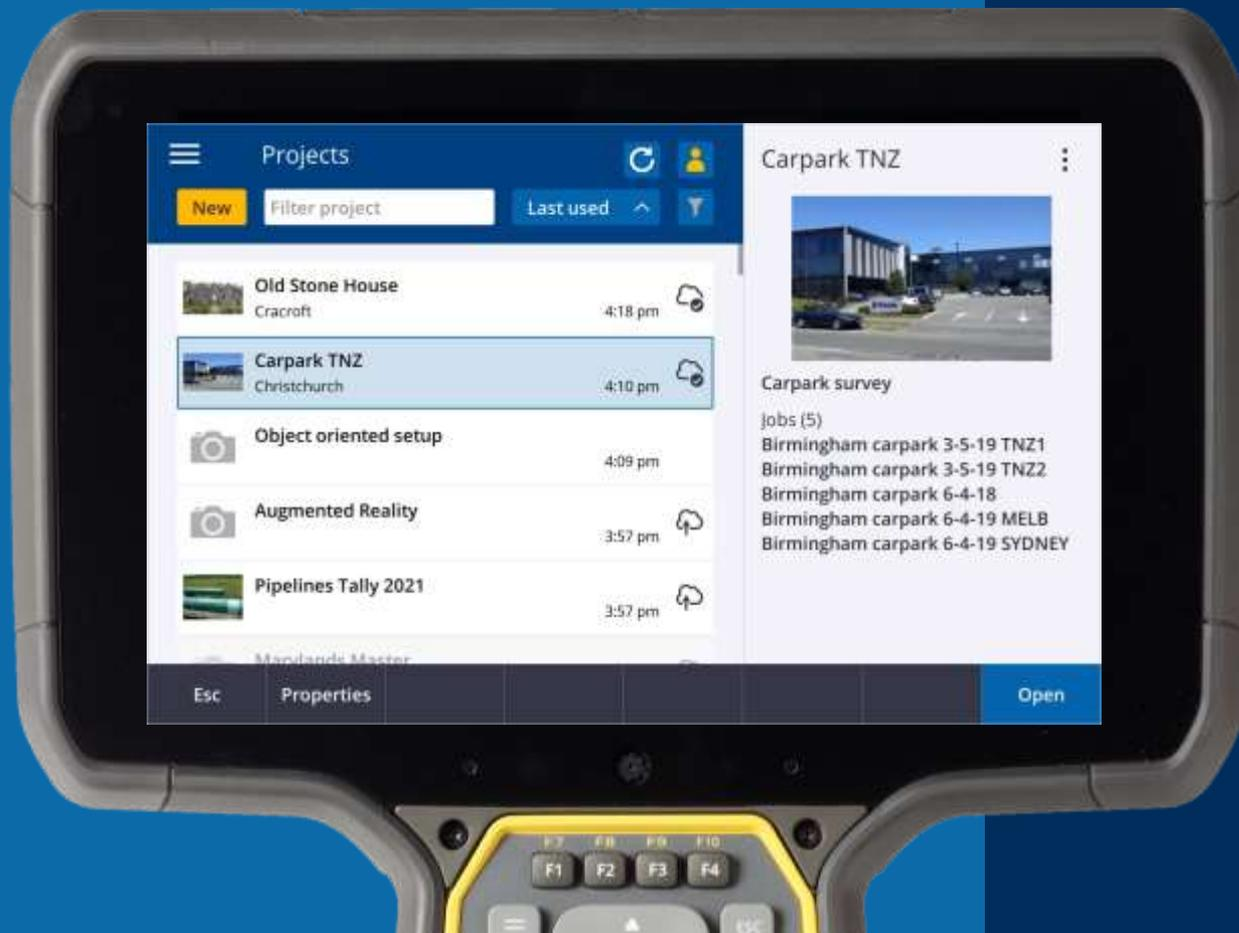 Projects
New
Filter project
Last used
Old Stone House
Cracroft
4:18 pm
Carpark TNZ
Christchurch
4:10 pm
Object oriented setup
4:09 pm
Augmented Reality
3:57 pm
Pipelines Tally 2021
3:57 pm
Marylands Master
Esc
Properties
Carpark TNZ
Carpark survey
Jobs (5)
Birmingham carpark 3-5-19 TNZ1
Birmingham carpark 3-5-19 TNZ2
Birmingham carpark 6-4-18
Birmingham carpark 6-4-19 MELB
Birmingham carpark 6-4-19 SYDNEY
Open
F7 F8 F9 F10
F1 F2 F3 F4
ESC